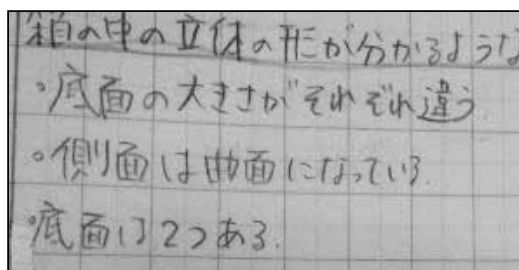 箱の中の立体の形が分かるような
・底面の大きさがそれぞれ違う
・側面は曲面になっている.
・底面は2つある.